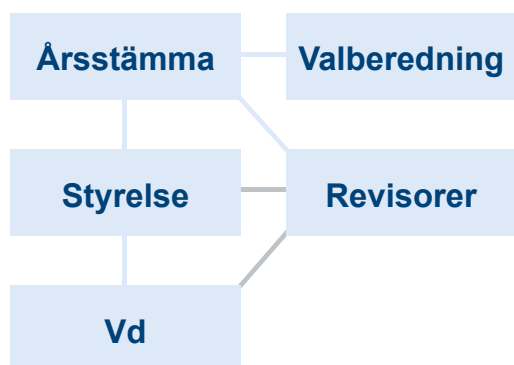 Årsstämma
Valberedning
Styrelse
Revisorer
Vd